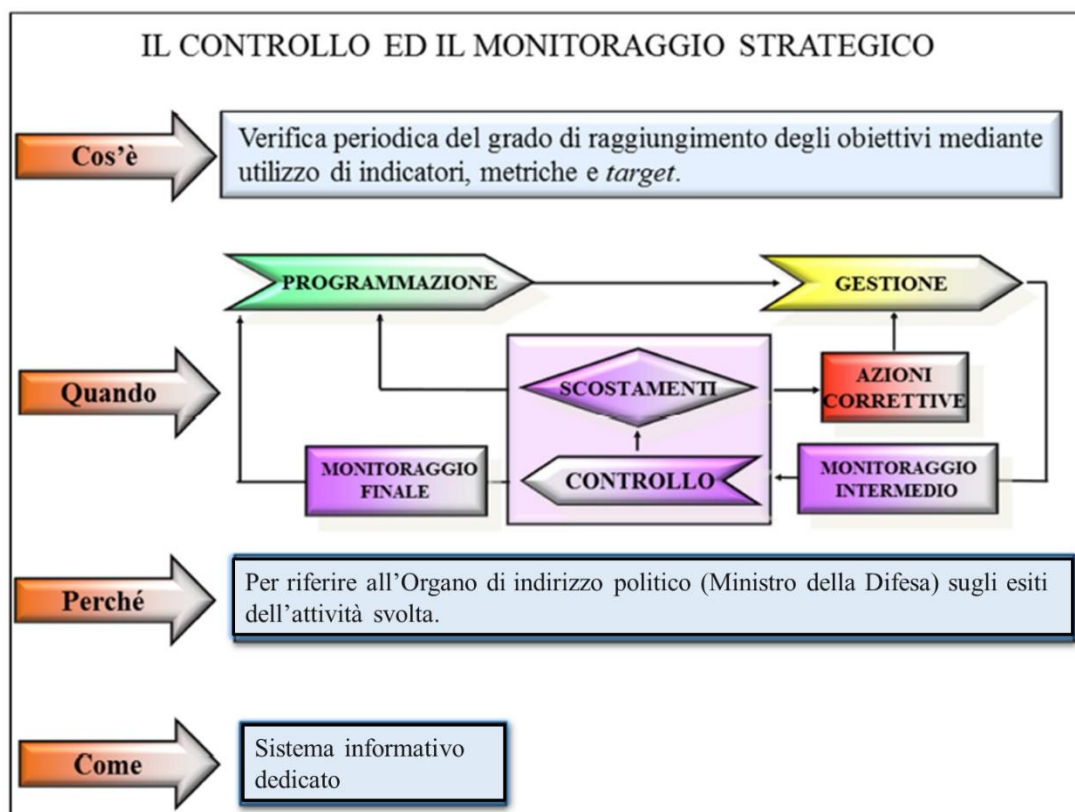 IL CONTROLLO ED IL MONITORAGGIO STRATEGICO
Cos'è
Verifica periodica del grado di raggiungimento degli obiettivi mediante
utilizzo di indicatori, metriche e target.
Quando
PROGRAMMAZIONE
GESTIONE
SCOSTAMENTI
AZIONI
CORRETTIVE
MONITORAGGIO
FINALE
CONTROLLO
MONITORAGGIO
INTERMEDIO
Perché
Per riferire all'Organo di indirizzo politico (Ministro della Difesa) sugli esiti
dell'attività svolta.
Come
Sistema informativo
dedicato